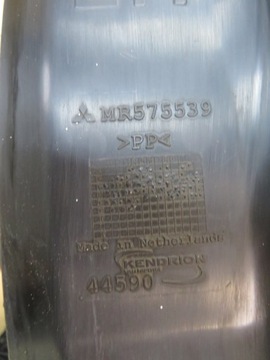 MR575539
>PP<
Made in Netherlands
KENDRION
44590